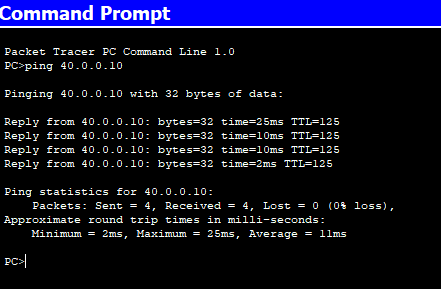 Command Prompt
Packet Tracer PC Command Line 1.0
PC>ping 40.0.0.10
Pinging 40.0.0.10 with 32 bytes of data:
Reply from 40.0.0.10: bytes=32 time=25ms TTL=125
Reply from 40.0.0.10: bytes=32 time=10ms TTL=125
Reply from 40.0.0.10: bytes=32 time=10ms TTL=125
Reply from 40.0.0.10: bytes=32 time=2ms TTL=125
Ping statistics for 40.0.0.10:
Packets: Sent = 4, Received = 4, Lost = 0 (0% loss),
Approximate round trip times in milli-seconds:
Minimum = 2ms, Maximum = 25ms, Average = 11ms
PC>